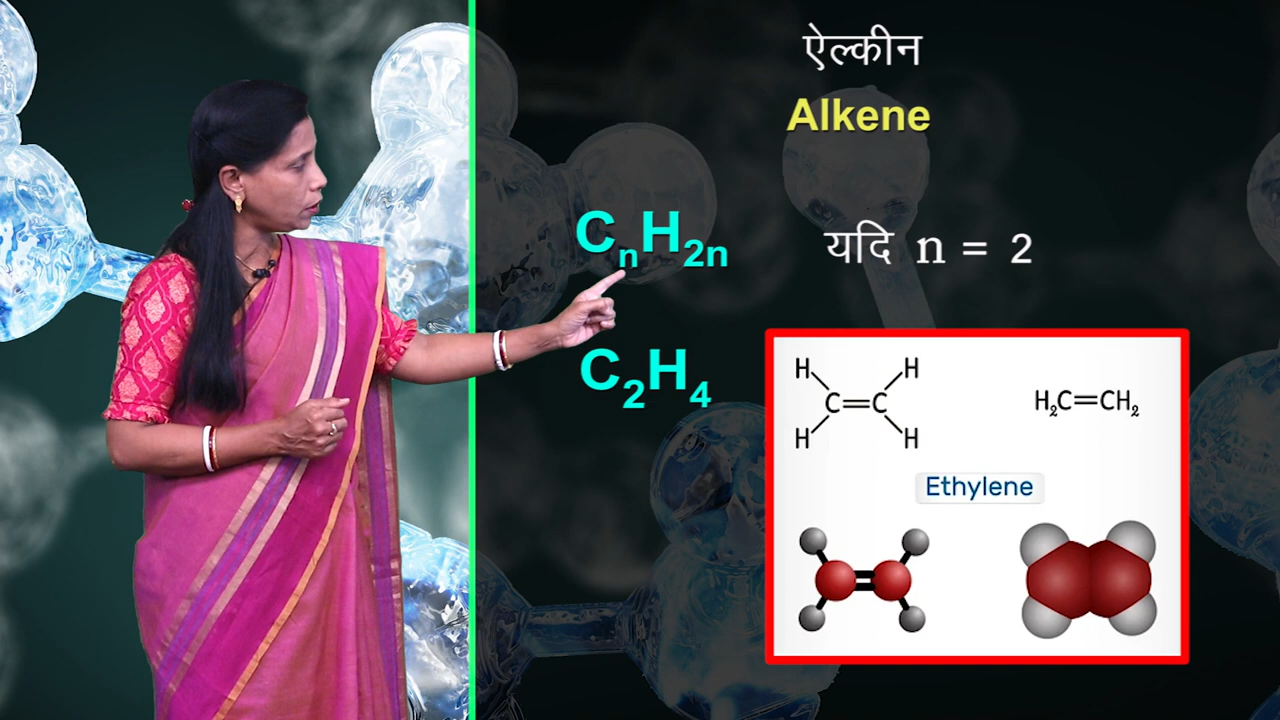 ऐल्कीन
Alkene
CₙH₂ₙ यदि n = 2
C₂H₄
H H
C=C
H H
H₂C=CH₂
Ethylene